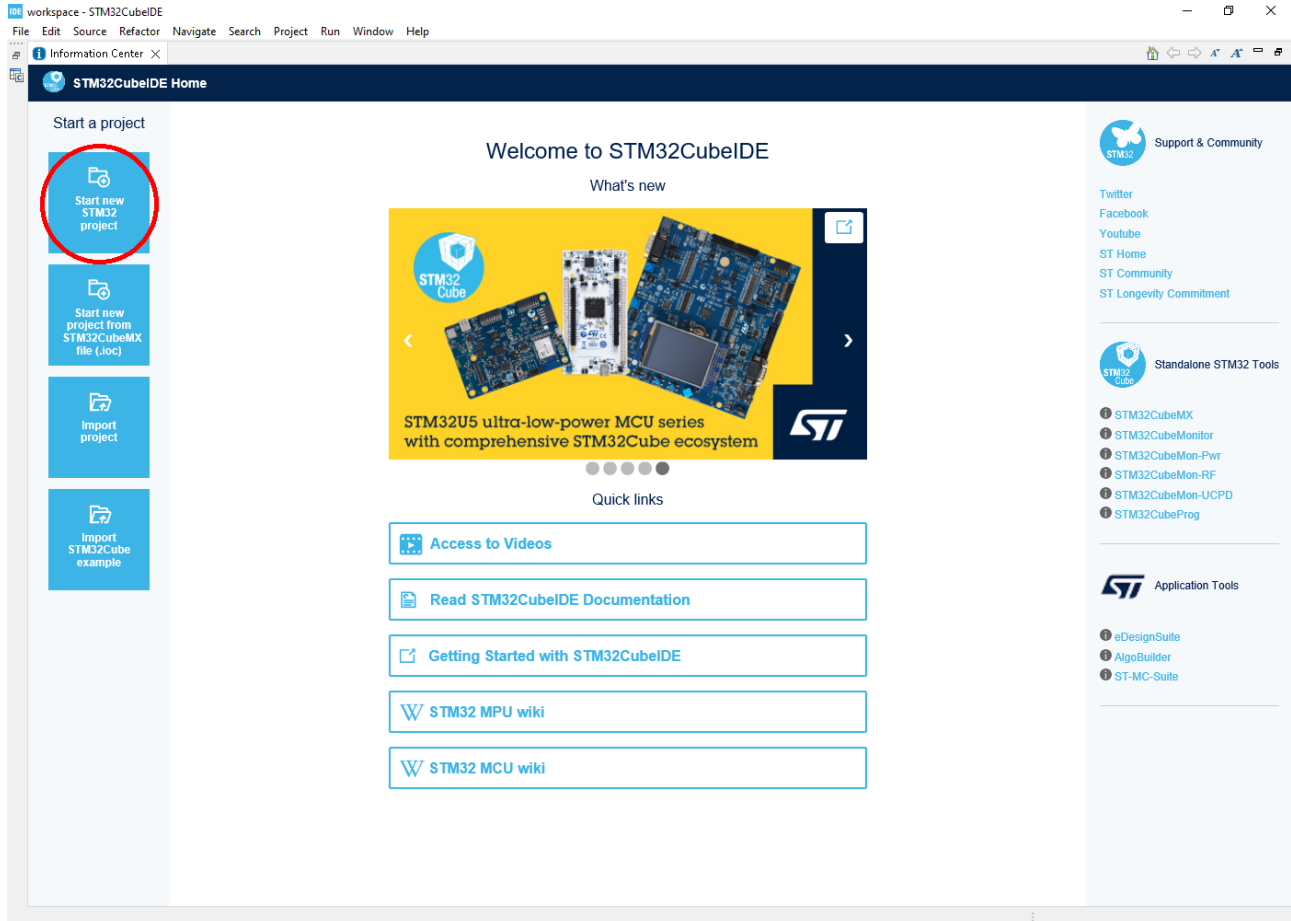 IDE workspace - STM32CubeIDE
File Edit Source Refactor Navigate Search Project Run Window Help
Information Center
STM32CubeIDE Home
Start a project
Start new
STM32
project
Start new
project from
STM32CubeMX
file (.ioc)
Import
project
Import
STM32Cube
example
Welcome to STM32CubeIDE
What's new
STM32
Cube
STM32U5 ultra-low-power MCU series
with comprehensive STM32Cube ecosystem
Quick links
Access to Videos
Read STM32CubeIDE Documentation
Getting Started with STM32CubeIDE
W STM32 MPU wiki
W STM32 MCU wiki
STM32
Support & Community
Twitter
Facebook
Youtube
ST Home
ST Community
ST Longevity Commitment
STM32
Cube
Standalone STM32 Tools
STM32CubeMX
STM32CubeMonitor
STM32CubeMon-Pwr
STM32CubeMon-RF
STM32CubeMon-UCPD
STM32CubeProg
ST
Application Tools
eDesignSuite
AlgoBuilder
ST-MC-Suite